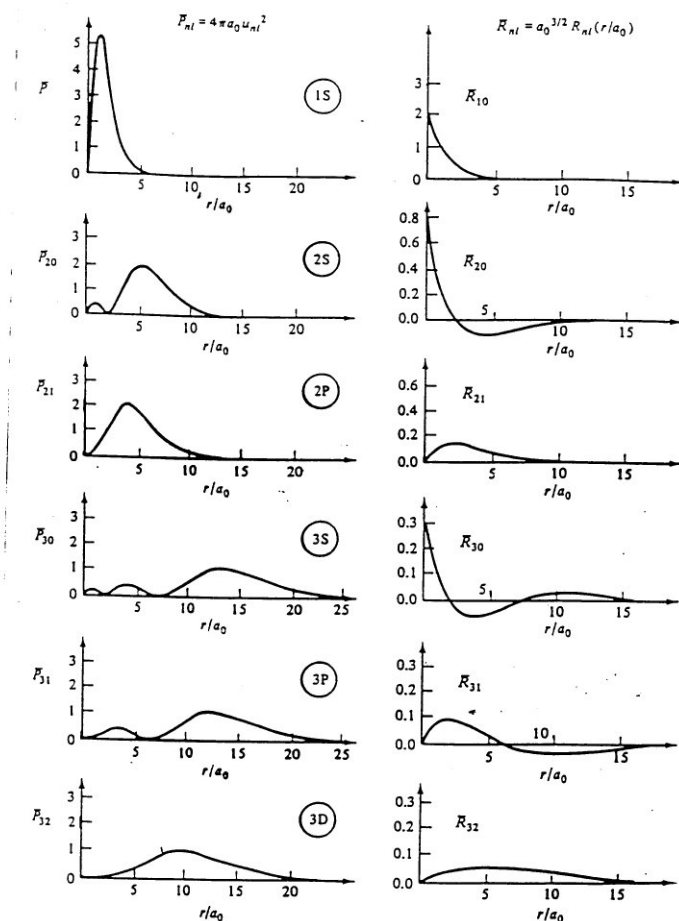 P̄nl = 4πa0unl²
R̄nl = a0^3/2 Rnl(r/a0)
5
4
P̄
3
2
1
0
1S
5 10 15 20
r/a0
3
2
1
0
R̄10
5 10 15
r/a0
3
2
1
0
P̄20
2S
5 10 15 20
r/a0
0.8
0.6
0.4
0.2
0.0
R̄20
5
10 15
r/a0
3
2
1
0
P̄21
2P
5 10 15 20
r/a0
0.6
0.4
0.2
0.0
R̄21
5 10 15
r/a0
3
2
1
0
P̄30
3S
5 10 15 20 25
r/a0
0.3
0.2
0.1
0.0
R̄30
5
10 15
r/a0
3
2
1
0
P̄31
3P
5 10 15 20 25
r/a0
0.3
0.2
0.1
0.0
R̄31
10
5 15
r/a0
3
2
1
0
P̄32
3D
5 10 15 20
r/a0
0.3
0.2
0.1
0.0
R̄32
5 10 15
r/a0